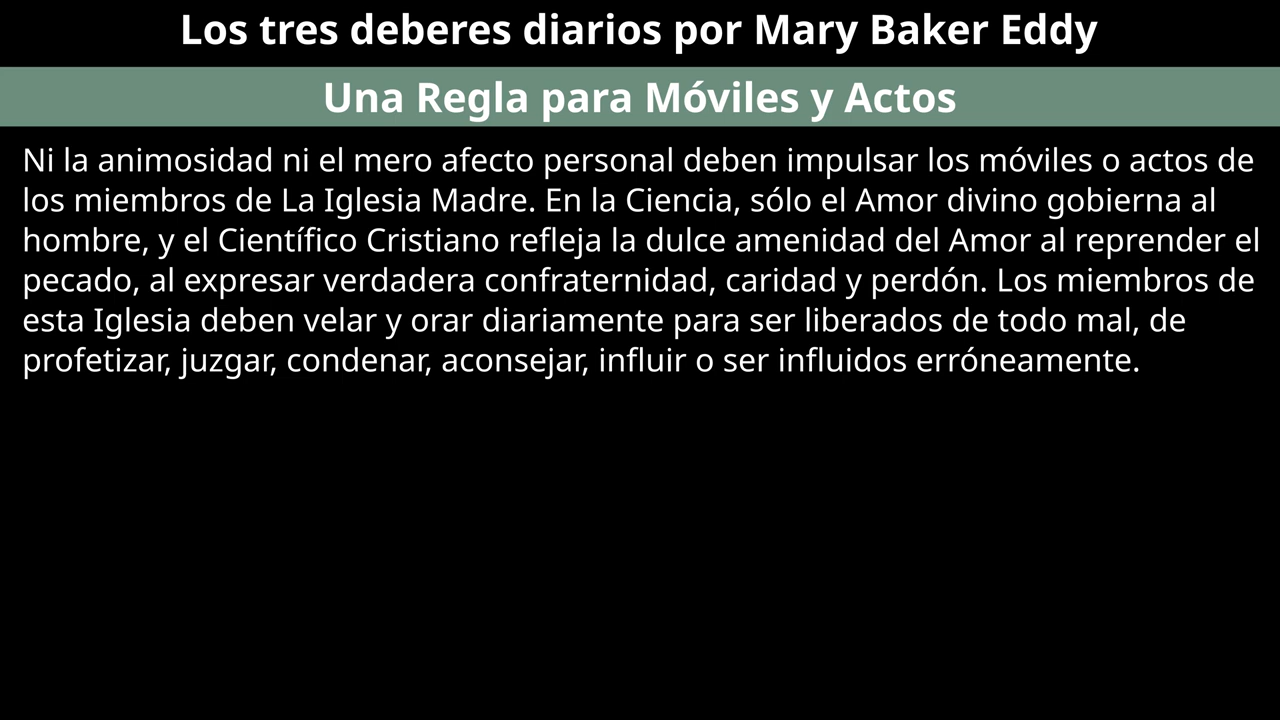 Los tres deberes diarios por Mary Baker Eddy
Una Regla para Móviles y Actos
Ni la animosidad ni el mero afecto personal deben impulsar los móviles o actos de
los miembros de La Iglesia Madre. En la Ciencia, sólo el Amor divino gobierna al
hombre, y el Científico Cristiano refleja la dulce amenidad del Amor al reprender el
pecado, al expresar verdadera confraternidad, caridad y perdón. Los miembros de
esta Iglesia deben velar y orar diariamente para ser liberados de todo mal, de
profetizar, juzgar, condenar, aconsejar, influir o ser influidos erróneamente.